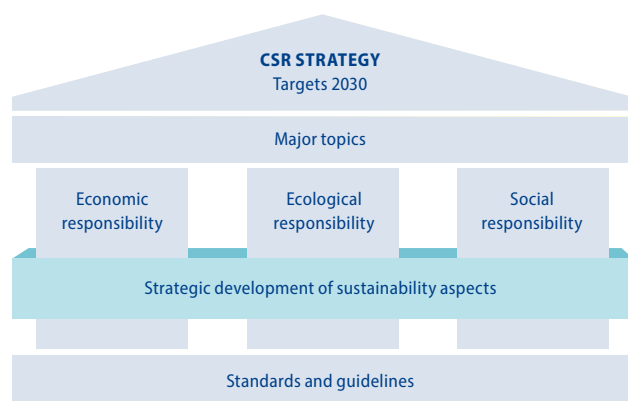 CSR STRATEGY
Targets 2030
Major topics
Economic
responsibility
Ecological
responsibility
Social
responsibility
Strategic development of sustainability aspects
Standards and guidelines